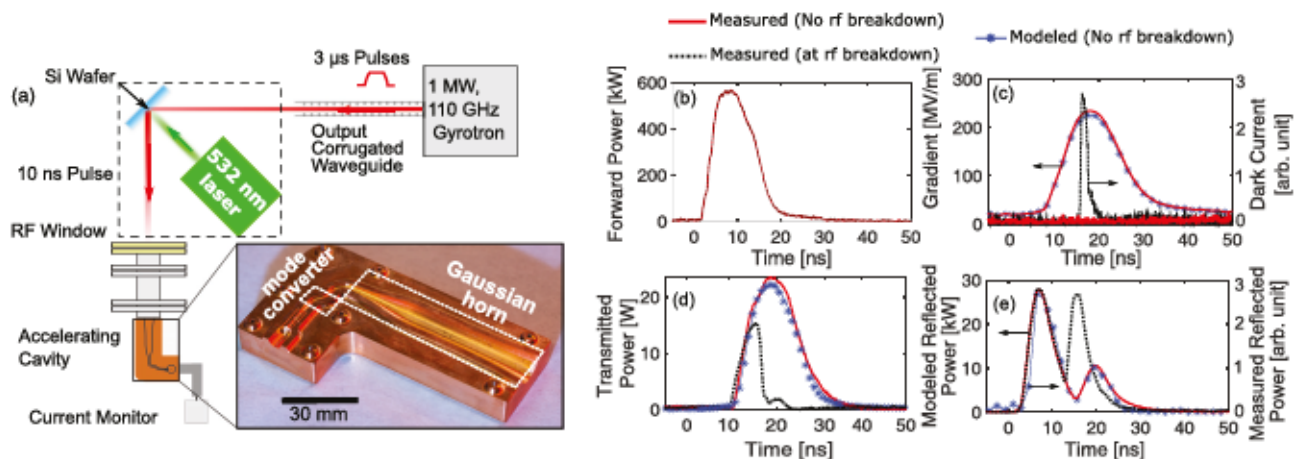 (a)
Si Wafer
3 µs Pulses
1 MW,
110 GHz
Gyrotron
Output
Corrugated
Waveguide
532 nm
laser
10 ns Pulse
RF Window
Accelerating
Cavity
Current Monitor
mode
converter
Gaussian
horn
30 mm
Measured (No rf breakdown)
Measured (at rf breakdown)
Modeled (No rf breakdown)
(b)
Forward Power [kW]
600
400
200
0
0 10 20 30 40 50
Time [ns]
(c)
Gradient [MV/m]
300
200
100
0
Dark Current
[arb. unit]
3
2
1
0
0 10 20 30 40 50
Time [ns]
(d)
Transmitted
Power [W]
20
10
0
0 10 20 30 40 50
Time [ns]
(e)
Modeled Reflected
Power [kW]
30
20
10
0
Measured Reflected
Power [arb. unit]
3
2
1
0
0 10 20 30 40 50
Time [ns]